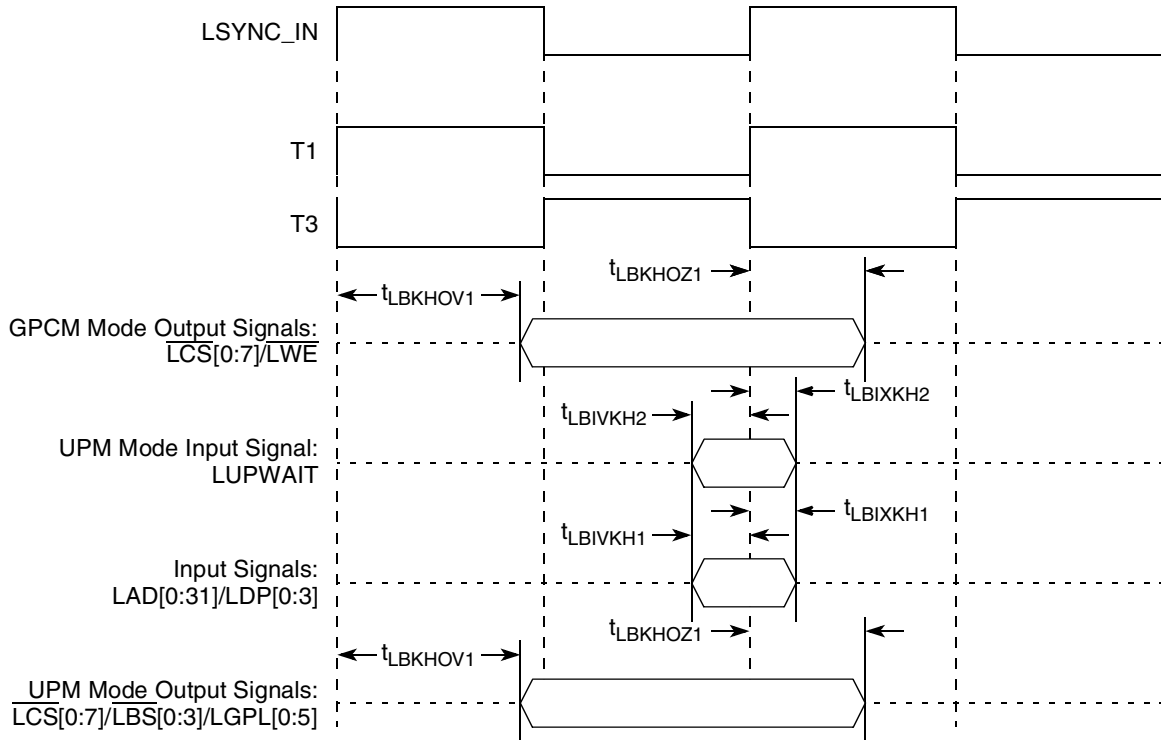 LSYNC_IN
T1
T3
tLBKHOZ1
tLBKHOV1
GPCM Mode Output Signals:
LCS[0:7]/LWE
tLBIXKH2
tLBIVKH2
UPM Mode Input Signal:
LUPWAIT
tLBIXKH1
tLBIVKH1
Input Signals:
LAD[0:31]/LDP[0:3]
tLBKHOZ1
tLBKHOV1
UPM Mode Output Signals:
LCS[0:7]/LBS[0:3]/LGPL[0:5]